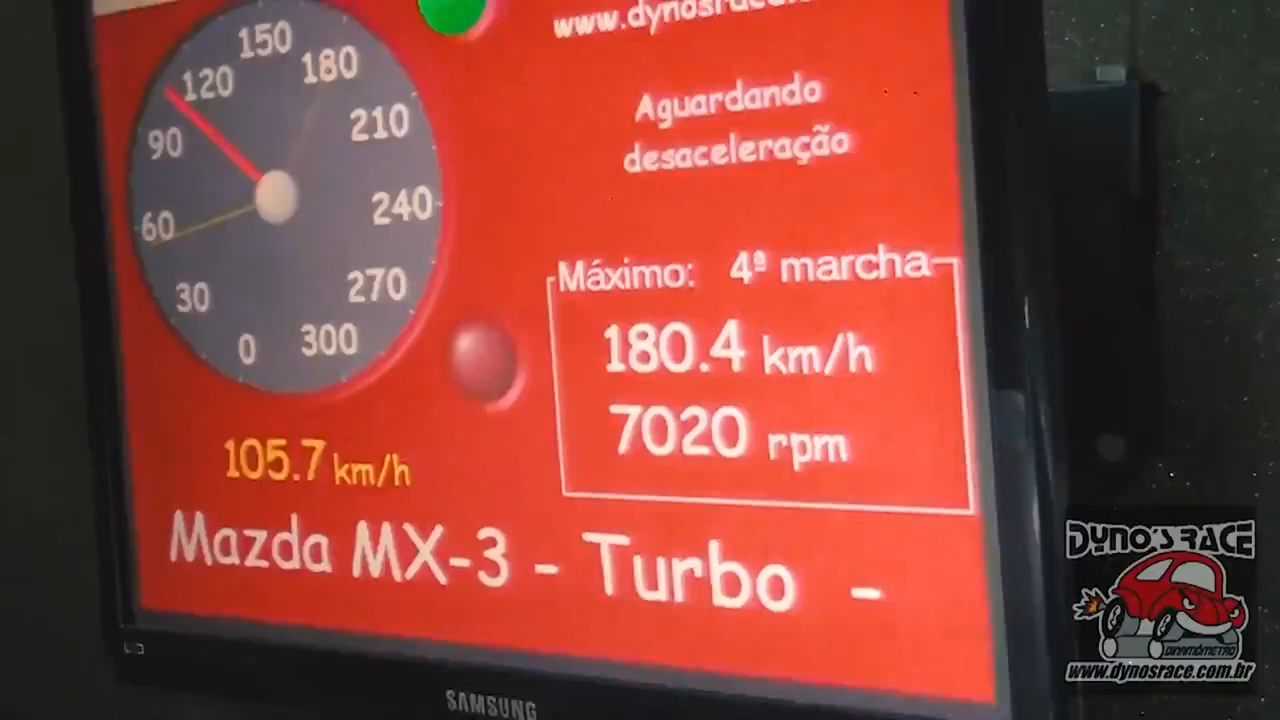 www.dynosrace.
Aguardando
desaceleração
150
120
180
90
210
60
240
30
270
0
300
105.7 km/h
Máximo: 4ª marcha
180.4 km/h
7020 rpm
Mazda MX-3 - Turbo -
SAMSUNG
DYNO'S RACE
DINAMÔMETRO
www.dynosrace.com.br